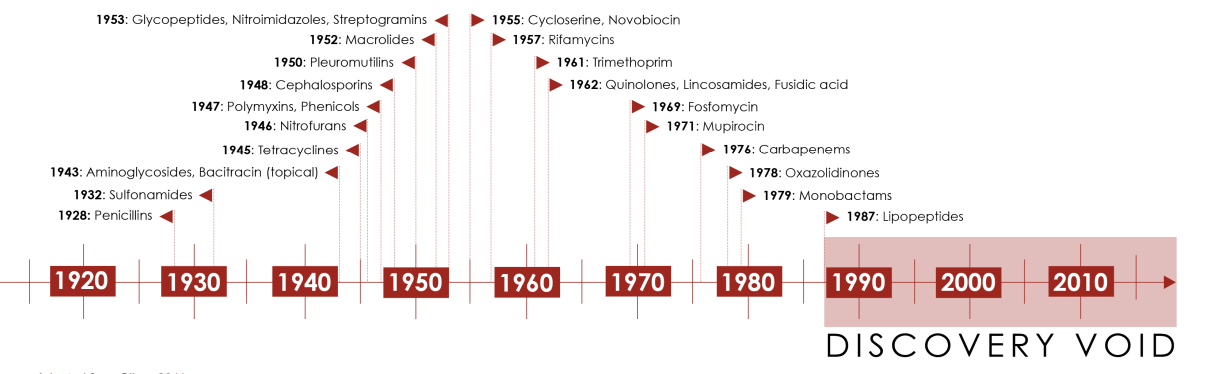 1953: Glycopeptides, Nitroimidazoles, Streptogramins
1952: Macrolides
1950: Pleuromutilins
1948: Cephalosporins
1947: Polymyxins, Phenicols
1946: Nitrofurans
1945: Tetracyclines
1943: Aminoglycosides, Bacitracin (topical)
1932: Sulfonamides
1928: Penicillins
1955: Cycloserine, Novobiocin
1957: Rifamycins
1961: Trimethoprim
1962: Quinolones, Lincosamides, Fusidic acid
1969: Fosfomycin
1971: Mupirocin
1976: Carbapenems
1978: Oxazolidinones
1979: Monobactams
1987: Lipopeptides
1920 1930 1940 1950 1960 1970 1980 1990 2000 2010
DISCOVERY VOID